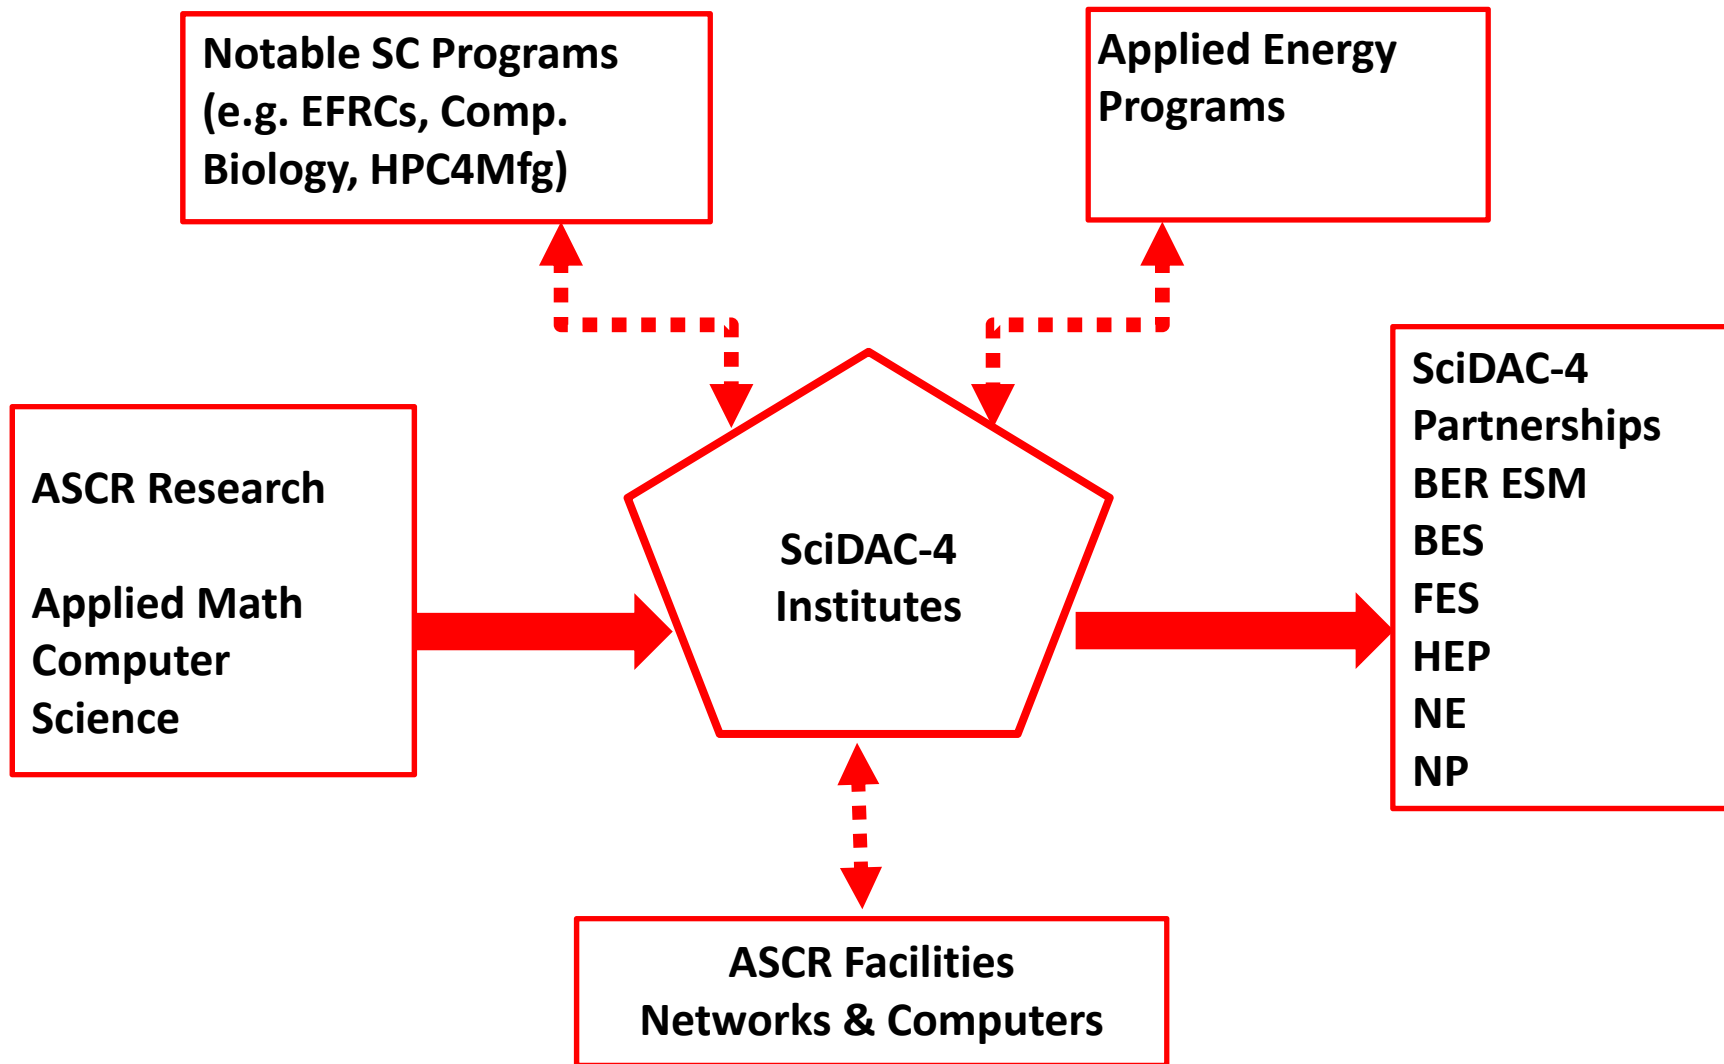 Notable SC Programs
(e.g. EFRCs, Comp.
Biology, HPC4Mfg)
Applied Energy
Programs
ASCR Research
Applied Math
Computer
Science
SciDAC-4
Institutes
SciDAC-4
Partnerships
BER ESM
BES
FES
HEP
NE
NP
ASCR Facilities
Networks & Computers